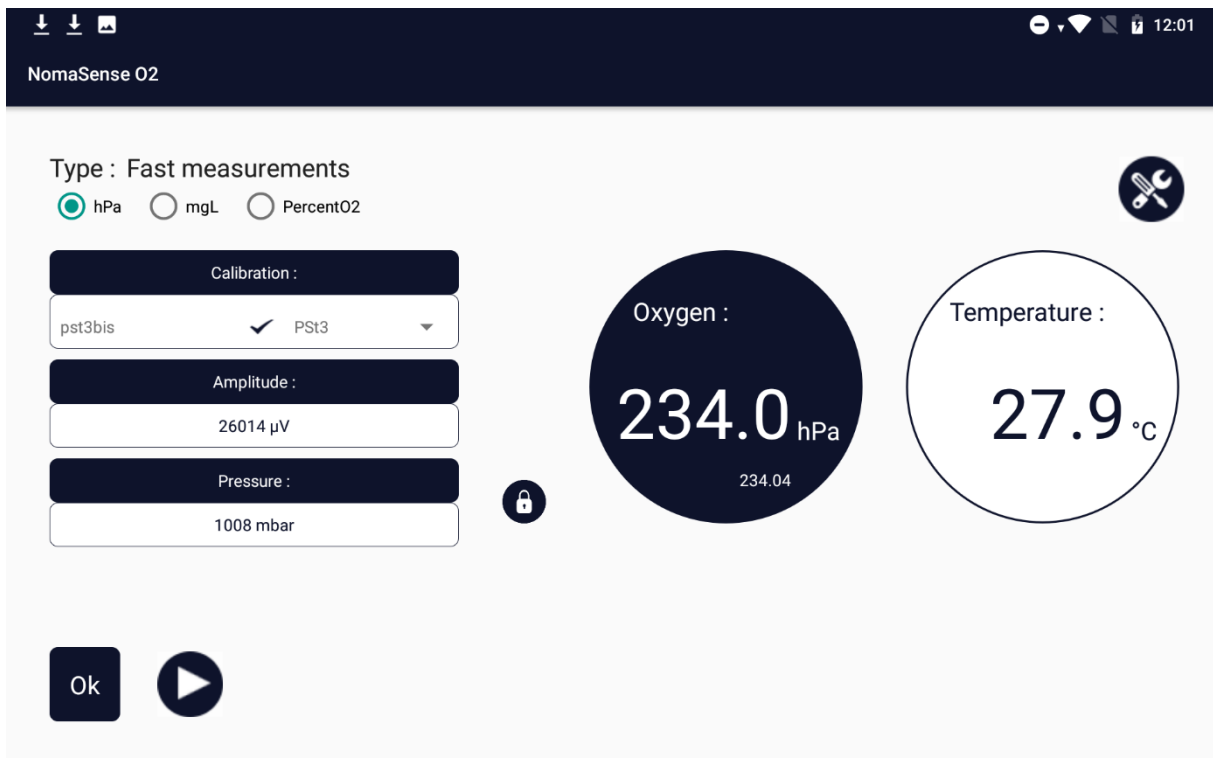 12:01
NomaSense O2
Type : Fast measurements
hPa mgL PercentO2
Calibration :
pst3bis PSt3
Amplitude :
26014 µV
Pressure :
1008 mbar
Oxygen :
234.0 hPa
234.04
Temperature :
27.9 °C
Ok